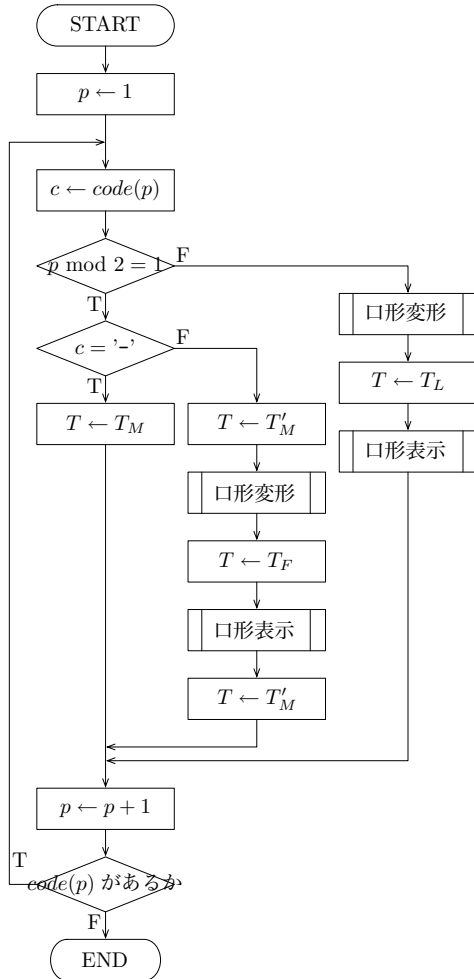 START
p ← 1
c ← code(p)
p mod 2 = 1
F
T
口形変形
c = '-'
F
T
T ← T_L
T ← T_M
T ← T'_M
口形表示
口形変形
T ← T_F
口形表示
T ← T'_M
p ← p + 1
T
code(p) があるか
F
END